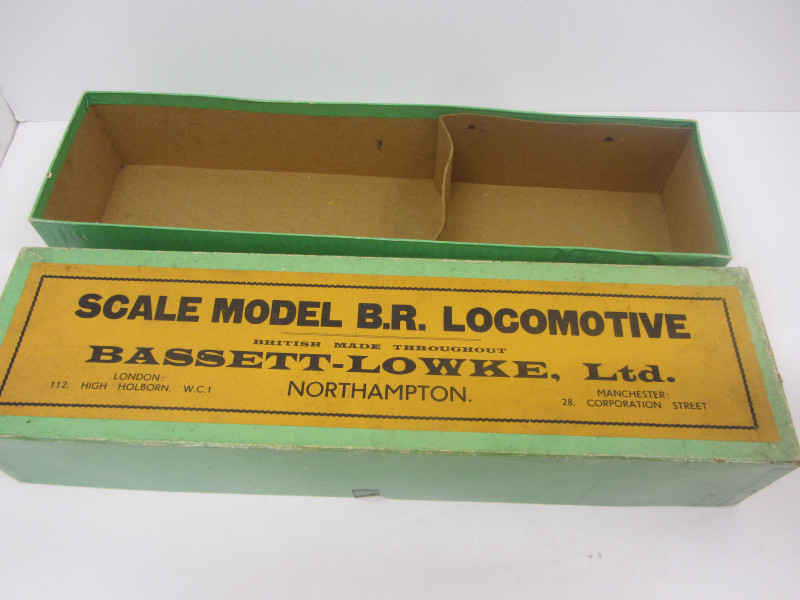 SCALE MODEL B.R. LOCOMOTIVE
BRITISH MADE THROUGHOUT
BASSETT-LOWKE, Ltd.
LONDON:
112, HIGH HOLBORN. W.C.1
NORTHAMPTON.
MANCHESTER:
28, CORPORATION STREET